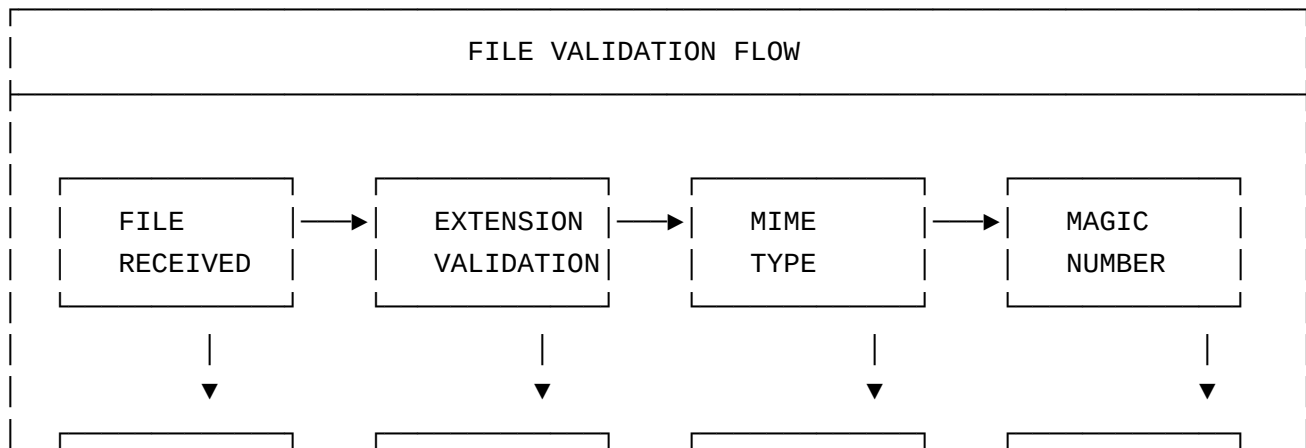 FILE VALIDATION FLOW
FILE
RECEIVED
EXTENSION
VALIDATION
MIME
TYPE
MAGIC
NUMBER